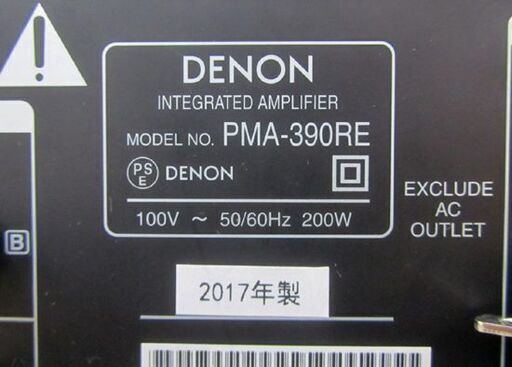 DENON
INTEGRATED AMPLIFIER
MODEL NO. PMA-390RE
PS
E
DENON
100V ～ 50/60Hz 200W
EXCLUDE
AC
OUTLET
B
2017年製